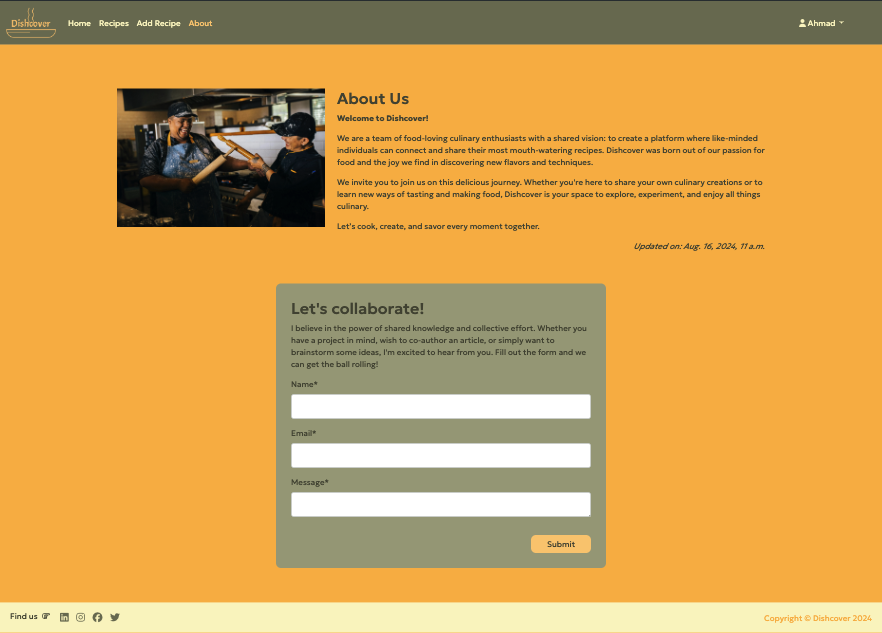 Dishcover
Home Recipes Add Recipe About
Ahmad
About Us
Welcome to Dishcover!
We are a team of food-loving culinary enthusiasts with a shared vision: to create a platform where like-minded
individuals can connect and share their most mouth-watering recipes. Dishcover was born out of our passion for
food and the joy we find in discovering new flavors and techniques.
We invite you to join us on this delicious journey. Whether you're here to share your own culinary creations or to
learn new ways of tasting and making food, Dishcover is your space to explore, experiment, and enjoy all things
culinary.
Let's cook, create, and savor every moment together.
Updated on: Aug. 16, 2024, 11 a.m.
Let's collaborate!
I believe in the power of shared knowledge and collective effort. Whether you
have a project in mind, wish to co-author an article, or simply want to
brainstorm some ideas, I'm excited to hear from you. Fill out the form and we
can get the ball rolling!
Name*
Email*
Message*
Submit
Find us
Copyright © Dishcover 2024